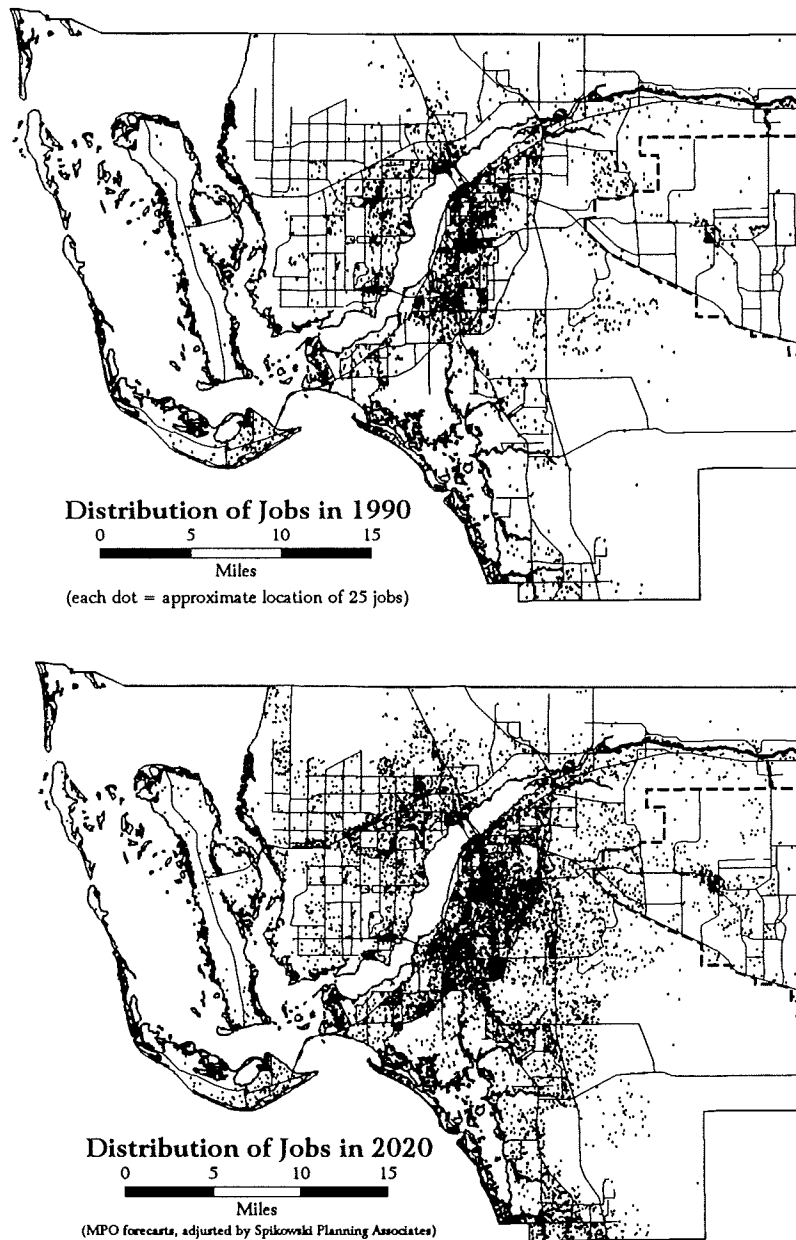 Distribution of Jobs in 1990
0 5 10 15
Miles
(each dot = approximate location of 25 jobs)
Distribution of Jobs in 2020
0 5 10 15
Miles
(MPO forecasts, adjusted by Spikowski Planning Associates)